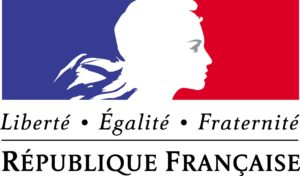 Liberté • Égalité • Fraternité
RÉPUBLIQUE FRANÇAISE